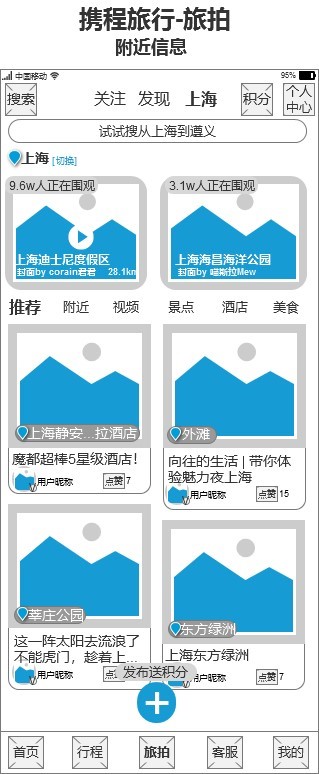 携程旅行-旅拍
附近信息
中国移动
95%
搜索
关注 发现 上海
积分
个人
中心
试试搜从上海到遵义
上海 [切换]
9.6w人正在围观
3.1w人正在围观
上海迪士尼度假区
封面by corain君君 28.1km
上海海昌海洋公园
封面by 嘬斯拉Mew
推荐 附近 视频 景点 酒店 美食
上海静安...拉酒店
外滩
魔都超棒5星级酒店！
用户昵称
点赞 7
向往的生活 | 带你体
验魅力夜上海
用户昵称
点赞 15
莘庄公园
东方绿洲
这一阵太阳去流浪了
不能虎门，趁着上...
用户昵称
上海东方绿洲
用户昵称
点赞 7
发布送积分
首页 行程 旅拍 客服 我的